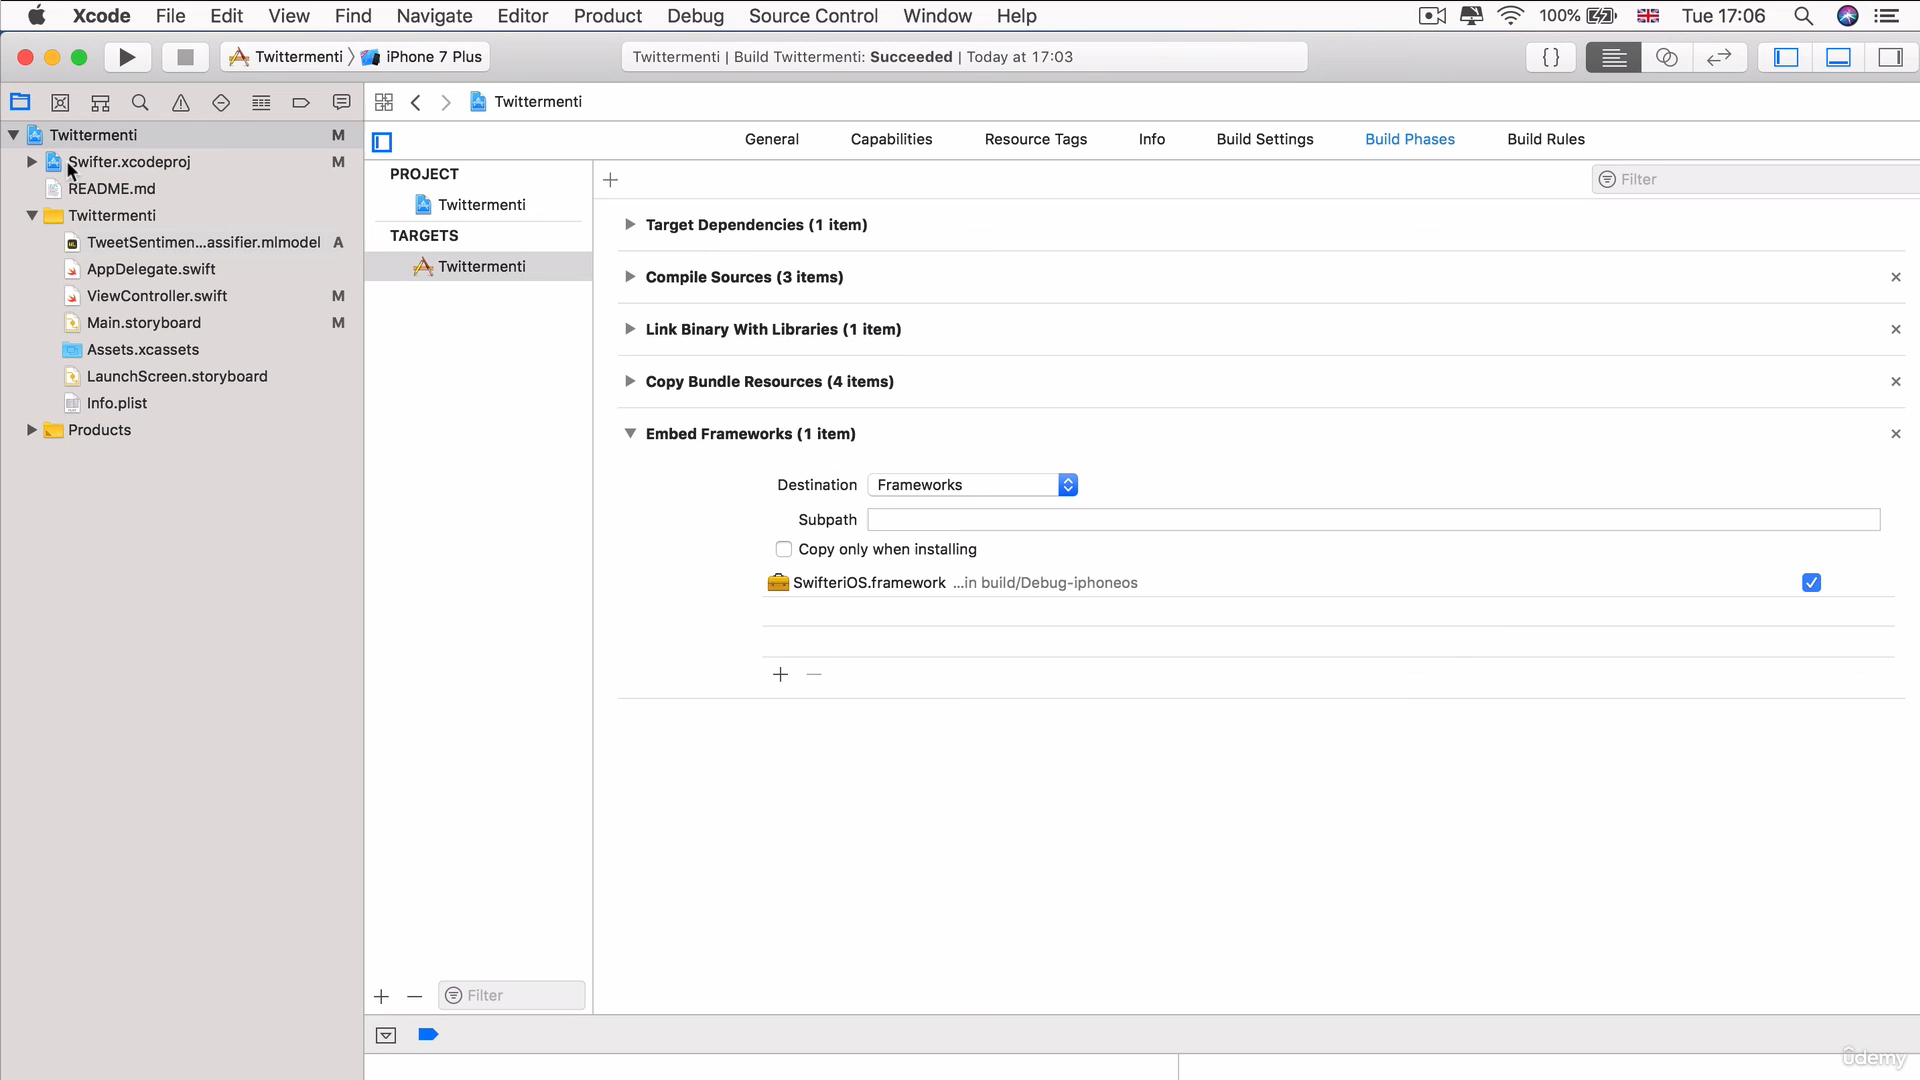 Xcode File Edit View Find Navigate Editor Product Debug Source Control Window Help 100% Tue 17:06
Twittermenti iPhone 7 Plus Twittermenti | Build Twittermenti: Succeeded | Today at 17:03 {}
Twittermenti
Twittermenti M
Swifter.xcodeproj M
README.md
Twittermenti
TweetSentimen...assifier.mlmodel A
AppDelegate.swift
ViewController.swift M
Main.storyboard M
Assets.xcassets
LaunchScreen.storyboard
Info.plist
Products
General Capabilities Resource Tags Info Build Settings Build Phases Build Rules
PROJECT
Twittermenti
TARGETS
Twittermenti
Filter
Filter
Target Dependencies (1 item)
Compile Sources (3 items)
Link Binary With Libraries (1 item)
Copy Bundle Resources (4 items)
Embed Frameworks (1 item)
Destination Frameworks
Subpath
Copy only when installing
SwifteriOS.framework ...in build/Debug-iphoneos
ûdemy